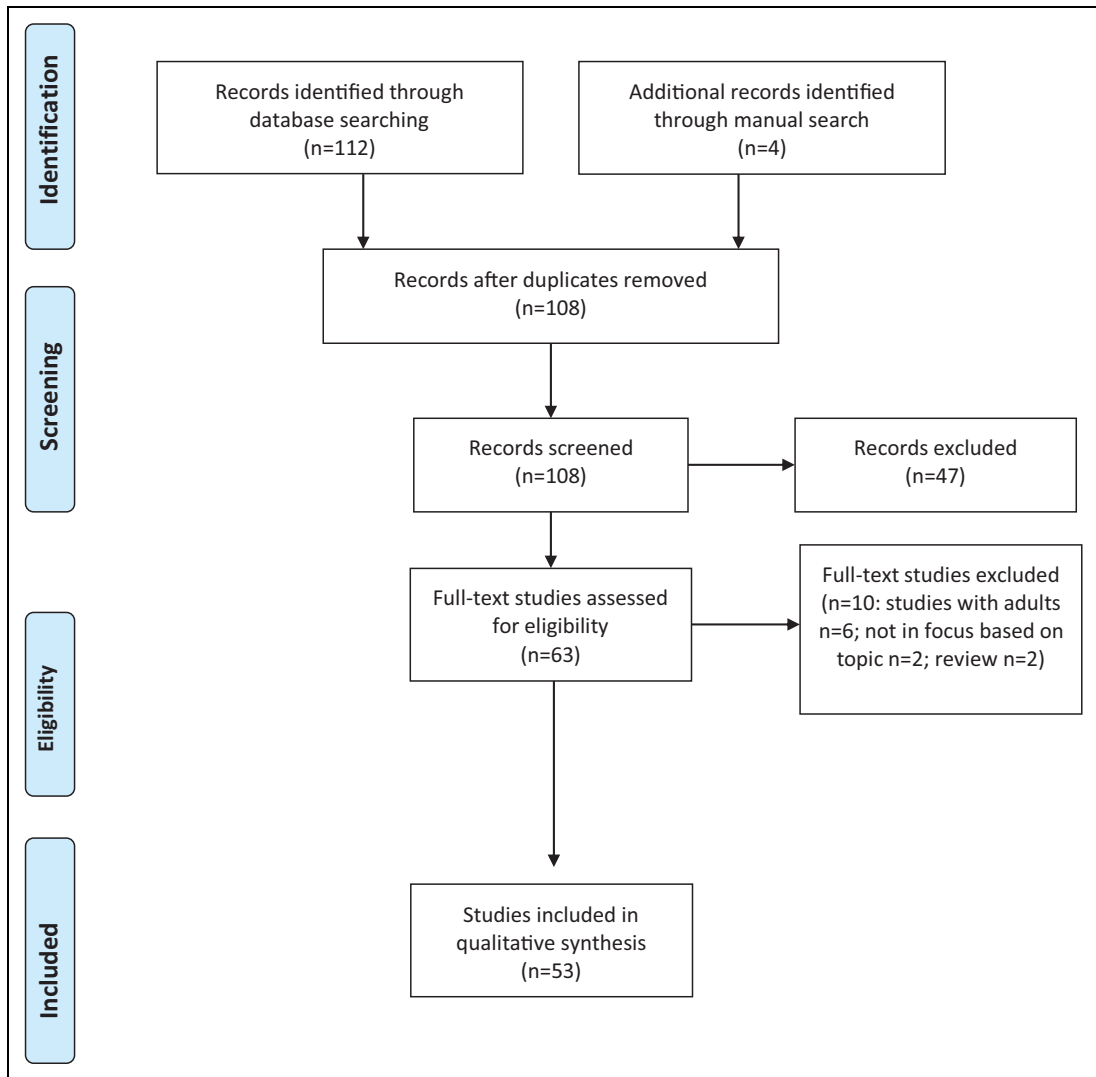 Identification
Records identified through
database searching
(n=112)
Additional records identified
through manual search
(n=4)
Records after duplicates removed
(n=108)
Screening
Records screened
(n=108)
Records excluded
(n=47)
Eligibility
Full-text studies assessed
for eligibility
(n=63)
Full-text studies excluded
(n=10: studies with adults
n=6; not in focus based on
topic n=2; review n=2)
Included
Studies included in
qualitative synthesis
(n=53)